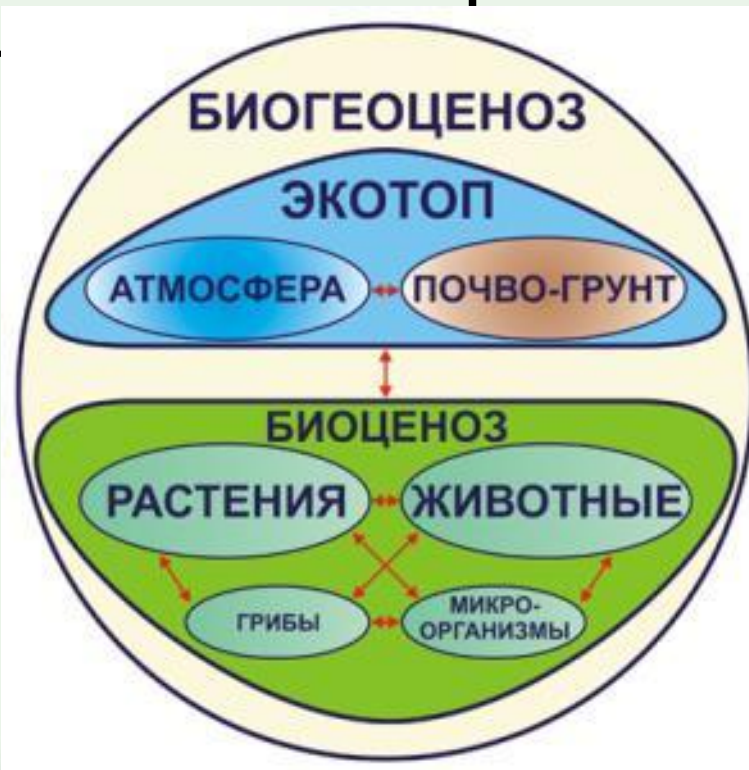 БИОГЕОЦЕНОЗ
ЭКОТОП
АТМОСФЕРА
ПОЧВО-ГРУНТ
БИОЦЕНОЗ
РАСТЕНИЯ
ЖИВОТНЫЕ
ГРИБЫ
МИКРО-
ОРГАНИЗМЫ